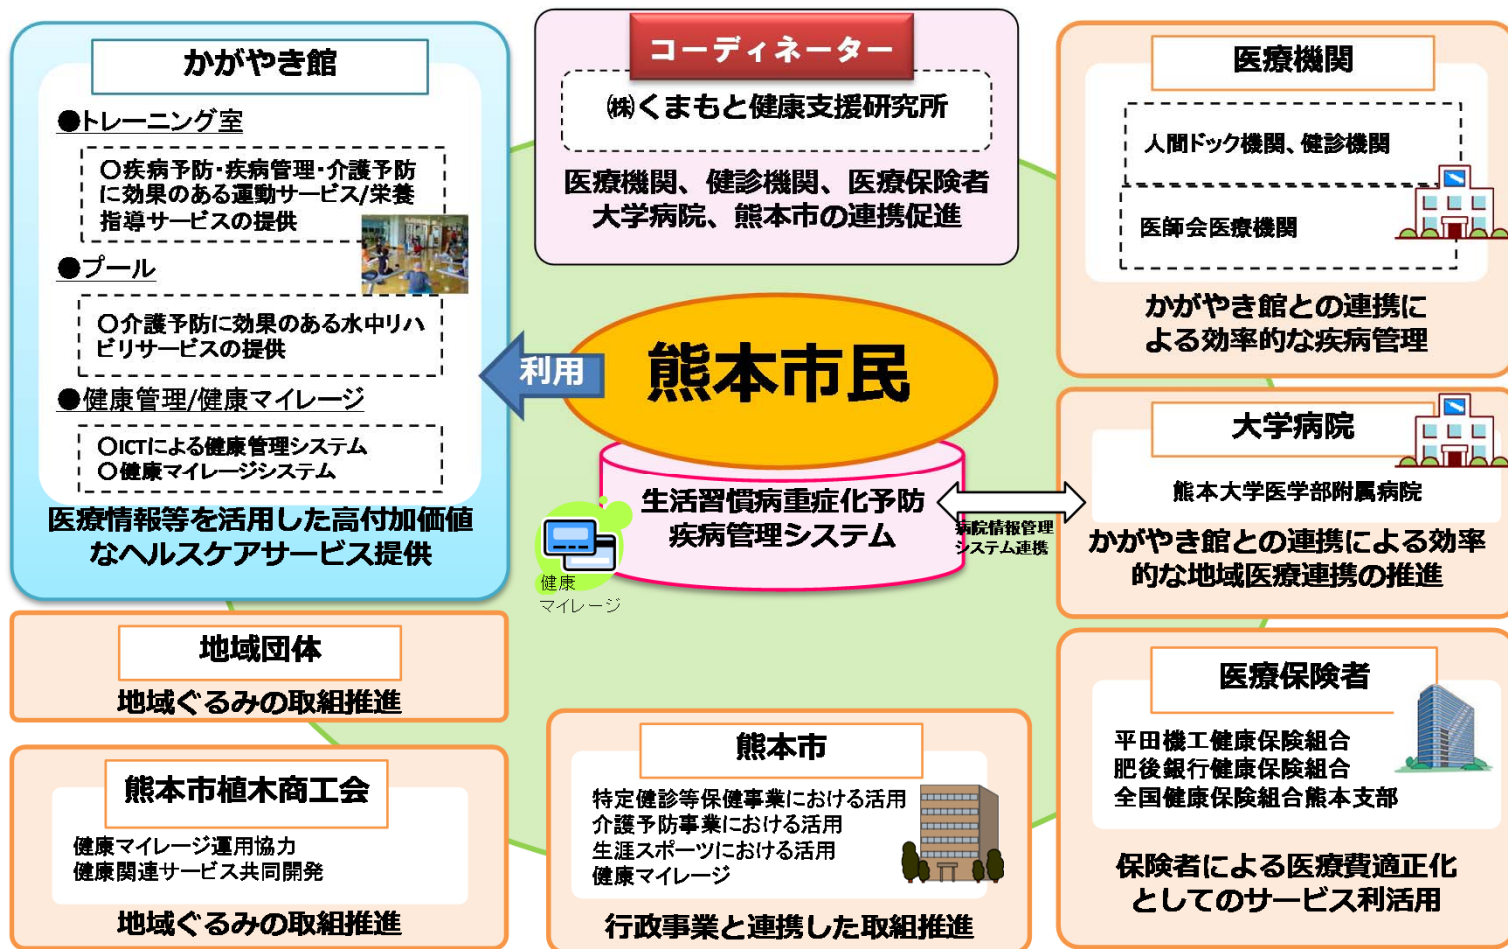 かがやき館
●トレーニング室
○疾病予防・疾病管理・介護予防
に効果のある運動サービス/栄養
指導サービスの提供
●プール
○介護予防に効果のある水中リハ
ビリサービスの提供
●健康管理/健康マイレージ
○ICTによる健康管理システム
○健康マイレージシステム
医療情報等を活用した高付加価値
なヘルスケアサービス提供
コーディネーター
㈱くまもと健康支援研究所
医療機関、健診機関、医療保険者
大学病院、熊本市の連携促進
利用
熊本市民
生活習慣病重症化予防
疾病管理システム
健康
マイレージ
病院情報管理
システム連携
医療機関
人間ドック機関、健診機関
医師会医療機関
かがやき館との連携に
よる効率的な疾病管理
大学病院
熊本大学医学部附属病院
かがやき館との連携による効率
的な地域医療連携の推進
地域団体
地域ぐるみの取組推進
熊本市植木商工会
健康マイレージ運用協力
健康関連サービス共同開発
地域ぐるみの取組推進
熊本市
特定健診等保健事業における活用
介護予防事業における活用
生涯スポーツにおける活用
健康マイレージ
行政事業と連携した取組推進
医療保険者
平田機工健康保険組合
肥後銀行健康保険組合
全国健康保険組合熊本支部
保険者による医療費適正化
としてのサービス利活用